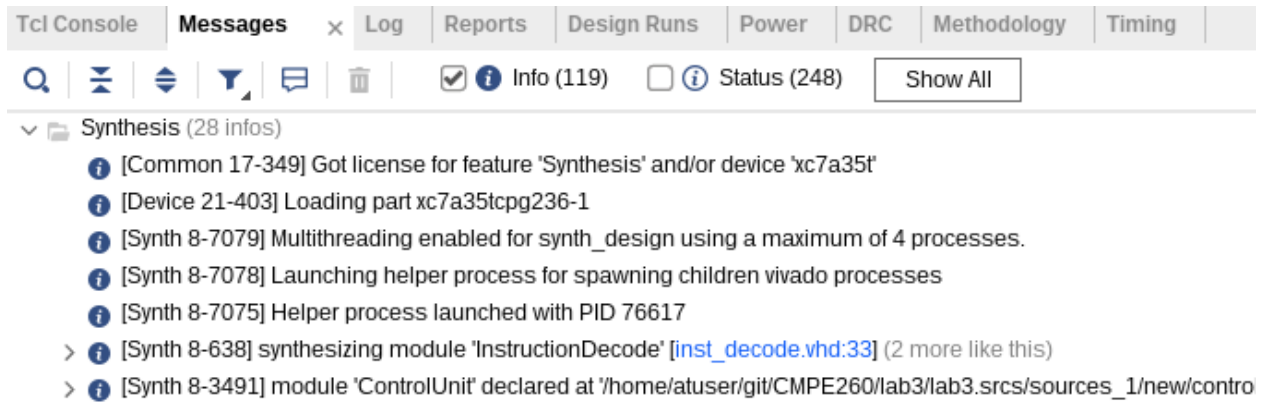 Tcl Console Messages × Log Reports Design Runs Power DRC Methodology Timing
Info (119) Status (248) Show All
Synthesis (28 infos)
[Common 17-349] Got license for feature 'Synthesis' and/or device 'xc7a35t'
[Device 21-403] Loading part xc7a35tcpg236-1
[Synth 8-7079] Multithreading enabled for synth_design using a maximum of 4 processes.
[Synth 8-7078] Launching helper process for spawning children vivado processes
[Synth 8-7075] Helper process launched with PID 76617
[Synth 8-638] synthesizing module 'InstructionDecode' [inst_decode.vhd:33] (2 more like this)
[Synth 8-3491] module 'ControlUnit' declared at '/home/atuser/git/CMPE260/lab3/lab3.srcs/sources_1/new/contro